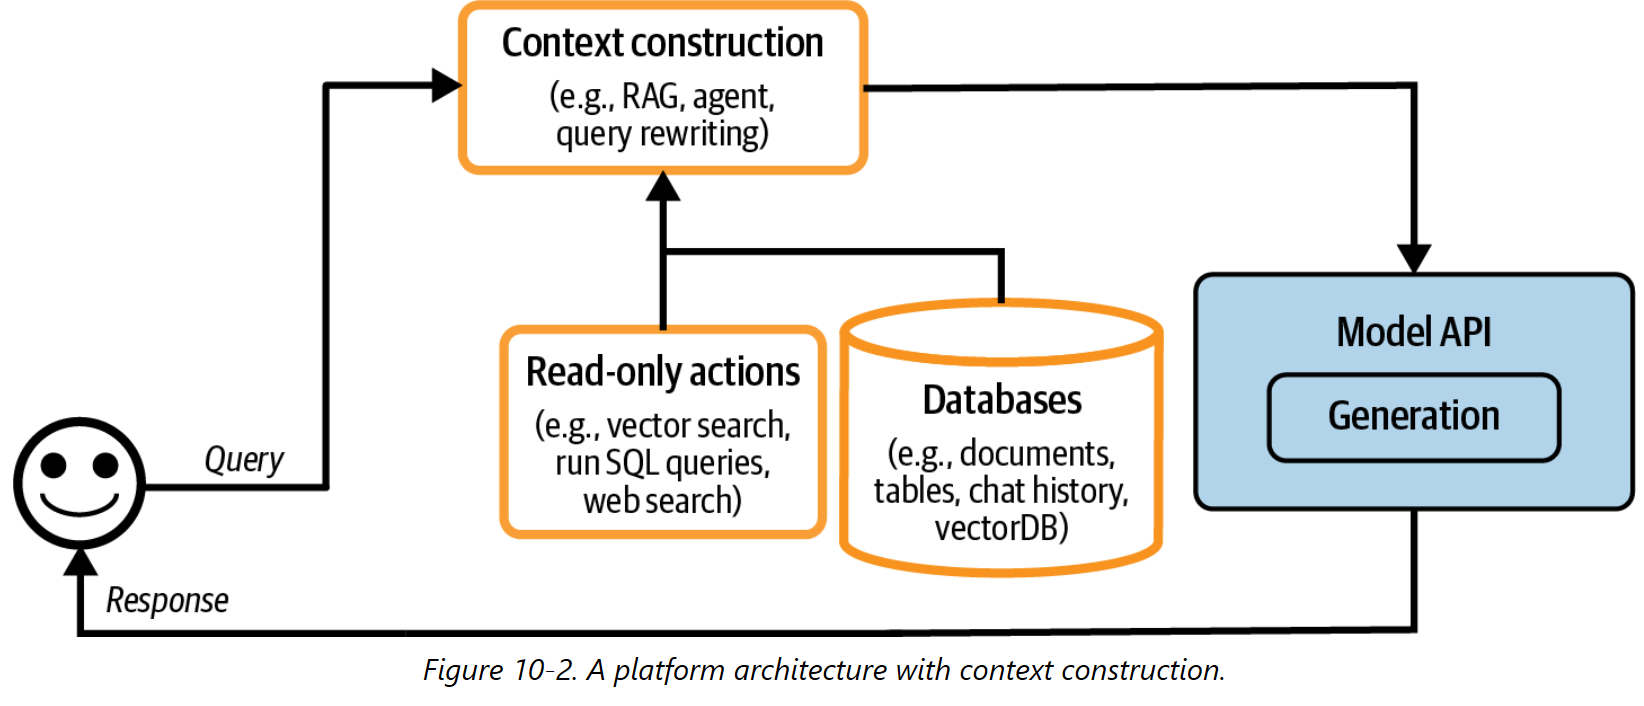 Context construction
(e.g., RAG, agent,
query rewriting)
Read-only actions
(e.g., vector search,
run SQL queries,
web search)
Databases
(e.g., documents,
tables, chat history,
vectorDB)
Model API
Generation
Query
Response
Figure 10-2. A platform architecture with context construction.